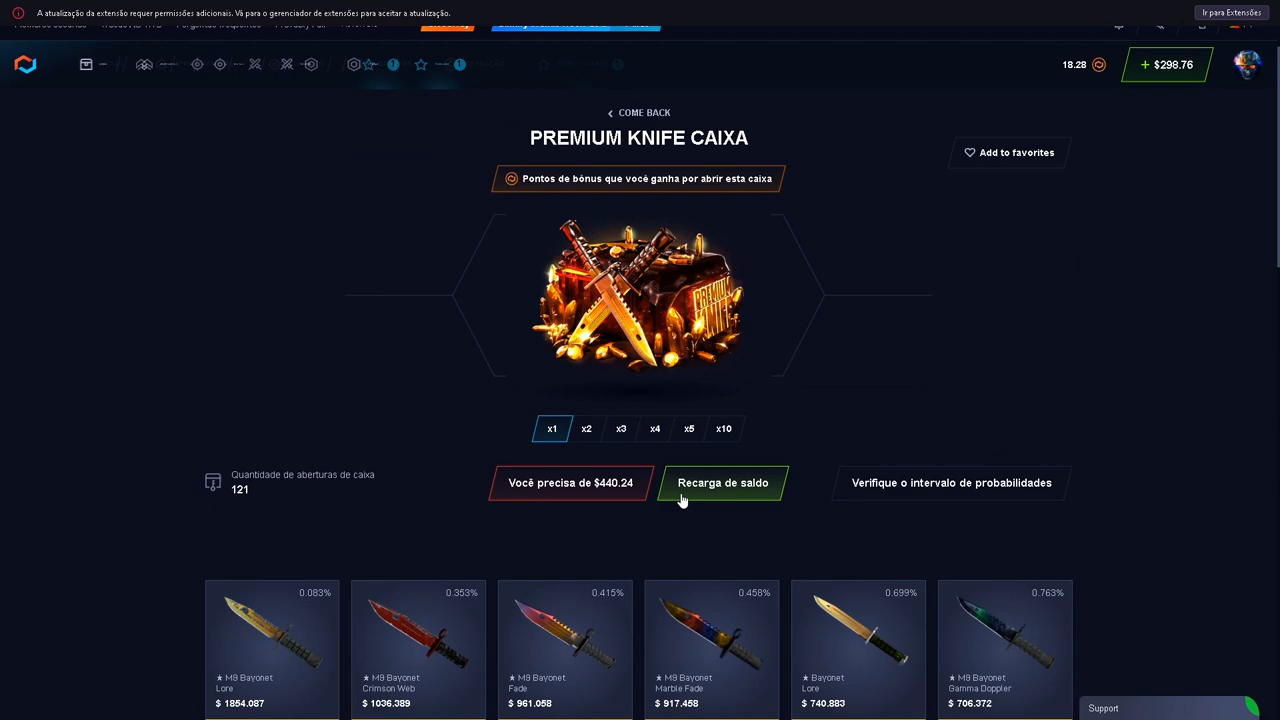 A atualização da extensão requer permissões adicionais. Vá para o gerenciador de extensões para aceitar a atualização.
Ir para Extensões
1
1
18.28
+ $298.76
COME BACK
PREMIUM KNIFE CAIXA
Add to favorites
Pontos de bônus que você ganha por abrir esta caixa
PREMIUM
KNIFE
x1
x2
x3
x4
x5
x10
Quantidade de aberturas de caixa
121
Você precisa de $440.24
Recarga de saldo
Verifique o intervalo de probabilidades
0.083%
★ M9 Bayonet
Lore
$ 1854.087
0.353%
★ M9 Bayonet
Crimson Web
$ 1036.389
0.415%
★ M9 Bayonet
Fade
$ 961.058
0.458%
★ M9 Bayonet
Marble Fade
$ 917.458
0.699%
★ Bayonet
Lore
$ 740.883
0.763%
★ M9 Bayonet
Gamma Doppler
$ 706.372
Support